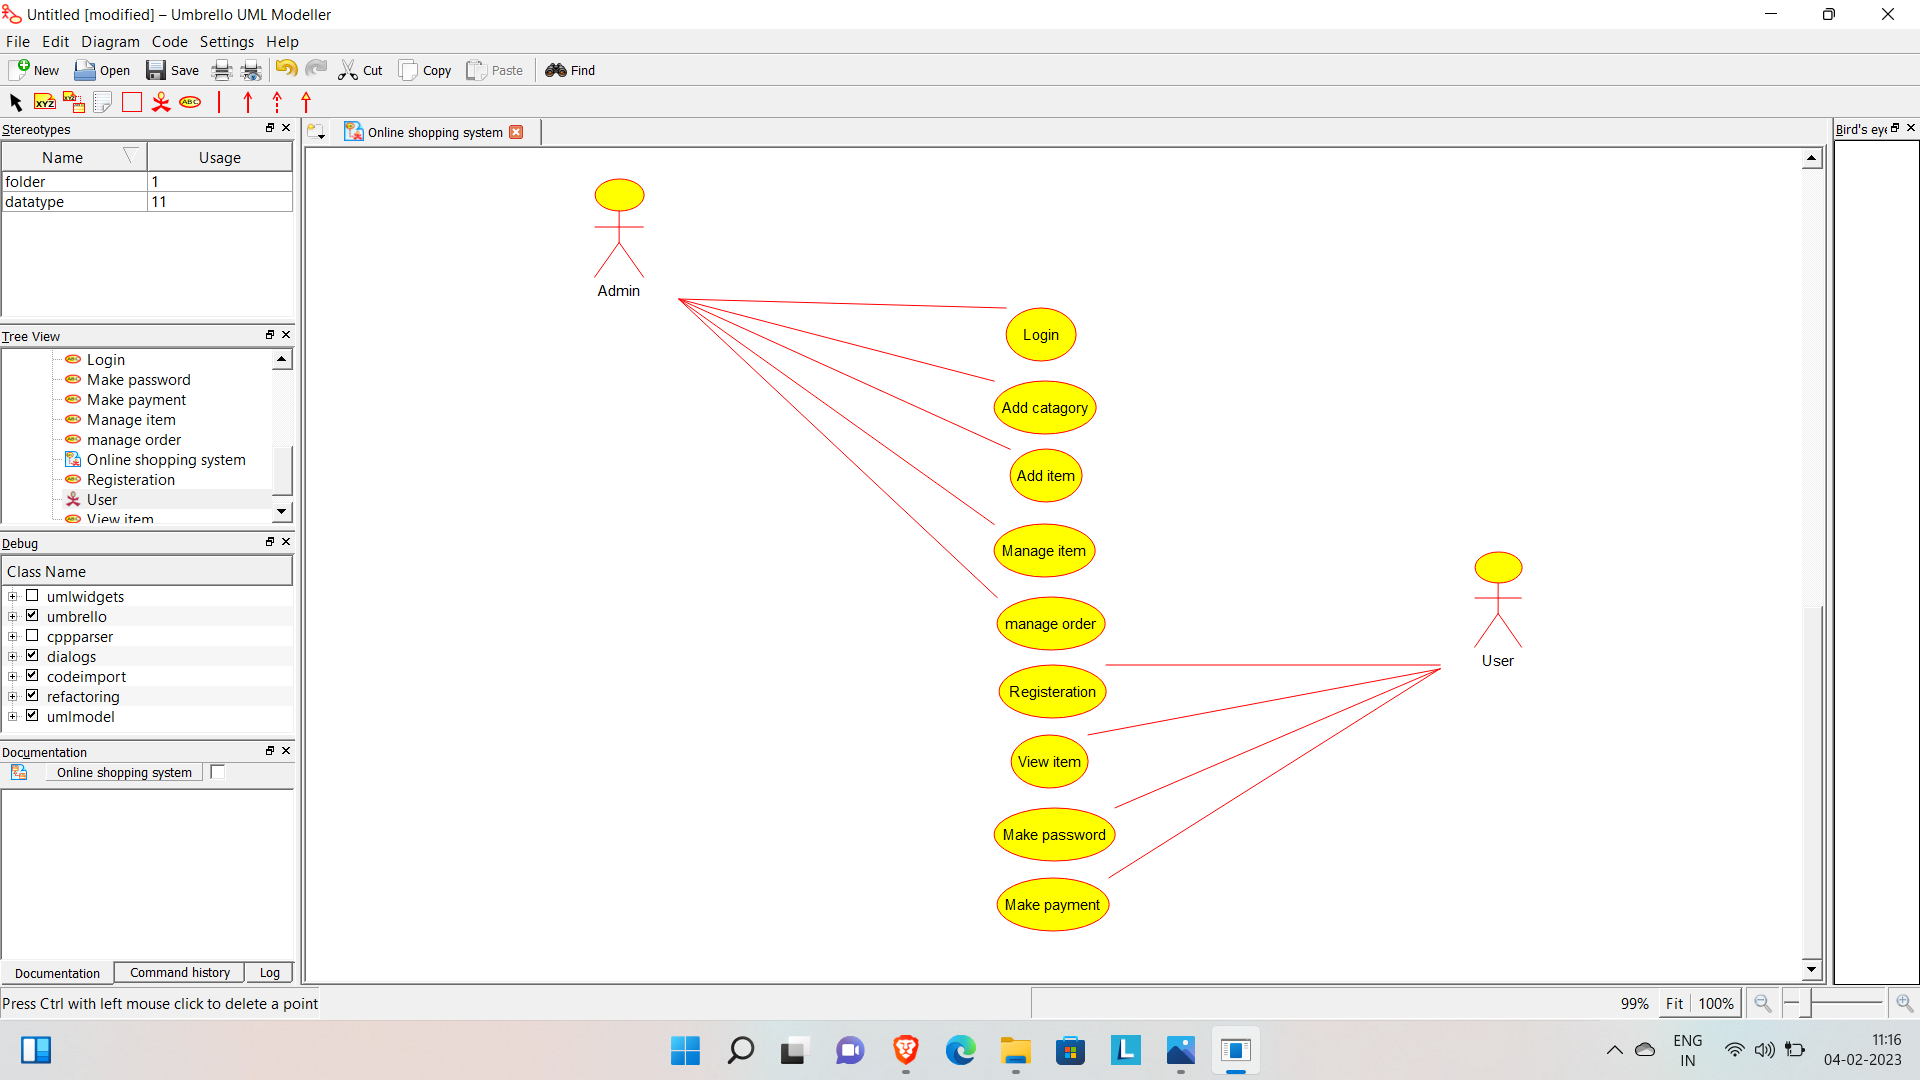 Untitled [modified] – Umbrello UML Modeller
File Edit Diagram Code Settings Help
New Open Save Cut Copy Paste Find
XYZ XYZ ABC
Stereotypes
Name Usage
folder 1
datatype 11
Tree View
Login
Make password
Make payment
Manage item
manage order
Online shopping system
Registeration
User
View item
Debug
Class Name
umlwidgets
umbrello
cppparser
dialogs
codeimport
refactoring
umlmodel
Documentation
Online shopping system
Documentation Command history Log
Online shopping system
Admin
Login
Add catagory
Add item
Manage item
manage order
Registeration
View item
Make password
Make payment
User
Bird's eye
Press Ctrl with left mouse click to delete a point
99% Fit 100%
ENG
IN
11:16
04-02-2023